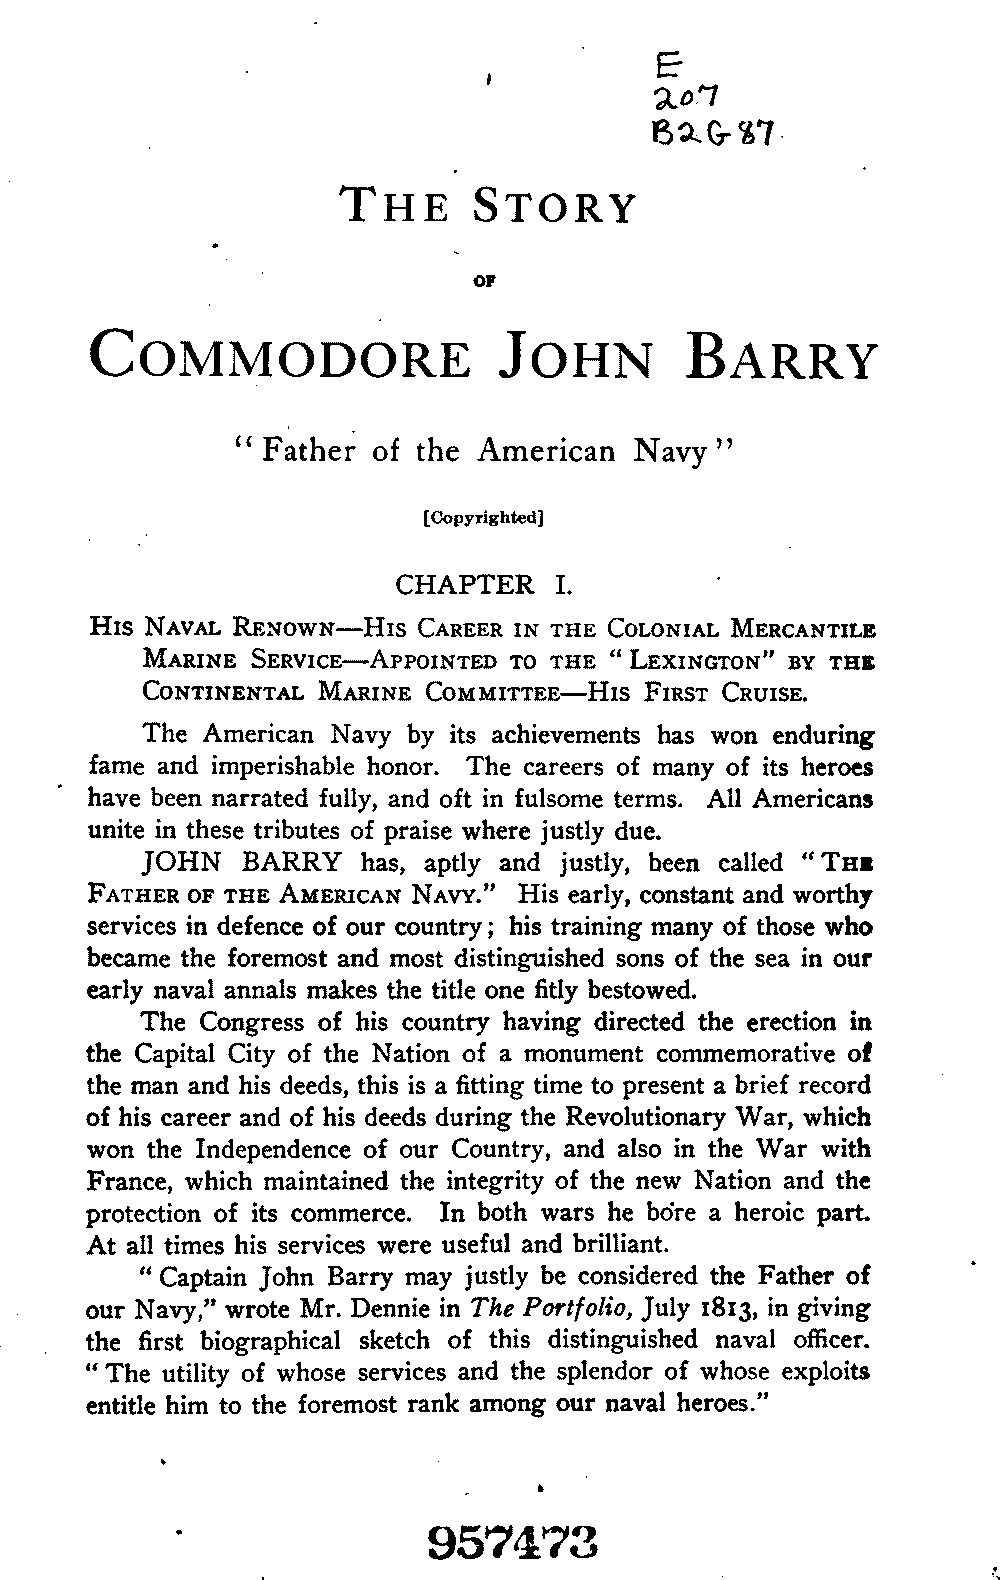 E
207
B2G87
THE STORY
OF
COMMODORE JOHN BARRY
"Father of the American Navy"
[Copyrighted]
CHAPTER I.
HIS NAVAL RENOWN—HIS CAREER IN THE COLONIAL MERCANTILE
MARINE SERVICE—APPOINTED TO THE "LEXINGTON" BY THE
CONTINENTAL MARINE COMMITTEE—HIS FIRST CRUISE.
The American Navy by its achievements has won enduring
fame and imperishable honor. The careers of many of its heroes
have been narrated fully, and oft in fulsome terms. All Americans
unite in these tributes of praise where justly due.
JOHN BARRY has, aptly and justly, been called "THE
FATHER OF THE AMERICAN NAVY." His early, constant and worthy
services in defence of our country; his training many of those who
became the foremost and most distinguished sons of the sea in our
early naval annals makes the title one fitly bestowed.
The Congress of his country having directed the erection in
the Capital City of the Nation of a monument commemorative of
the man and his deeds, this is a fitting time to present a brief record
of his career and of his deeds during the Revolutionary War, which
won the Independence of our Country, and also in the War with
France, which maintained the integrity of the new Nation and the
protection of its commerce. In both wars he bore a heroic part.
At all times his services were useful and brilliant.
"Captain John Barry may justly be considered the Father of
our Navy," wrote Mr. Dennie in The Portfolio, July 1813, in giving
the first biographical sketch of this distinguished naval officer.
"The utility of whose services and the splendor of whose exploits
entitle him to the foremost rank among our naval heroes."
957473